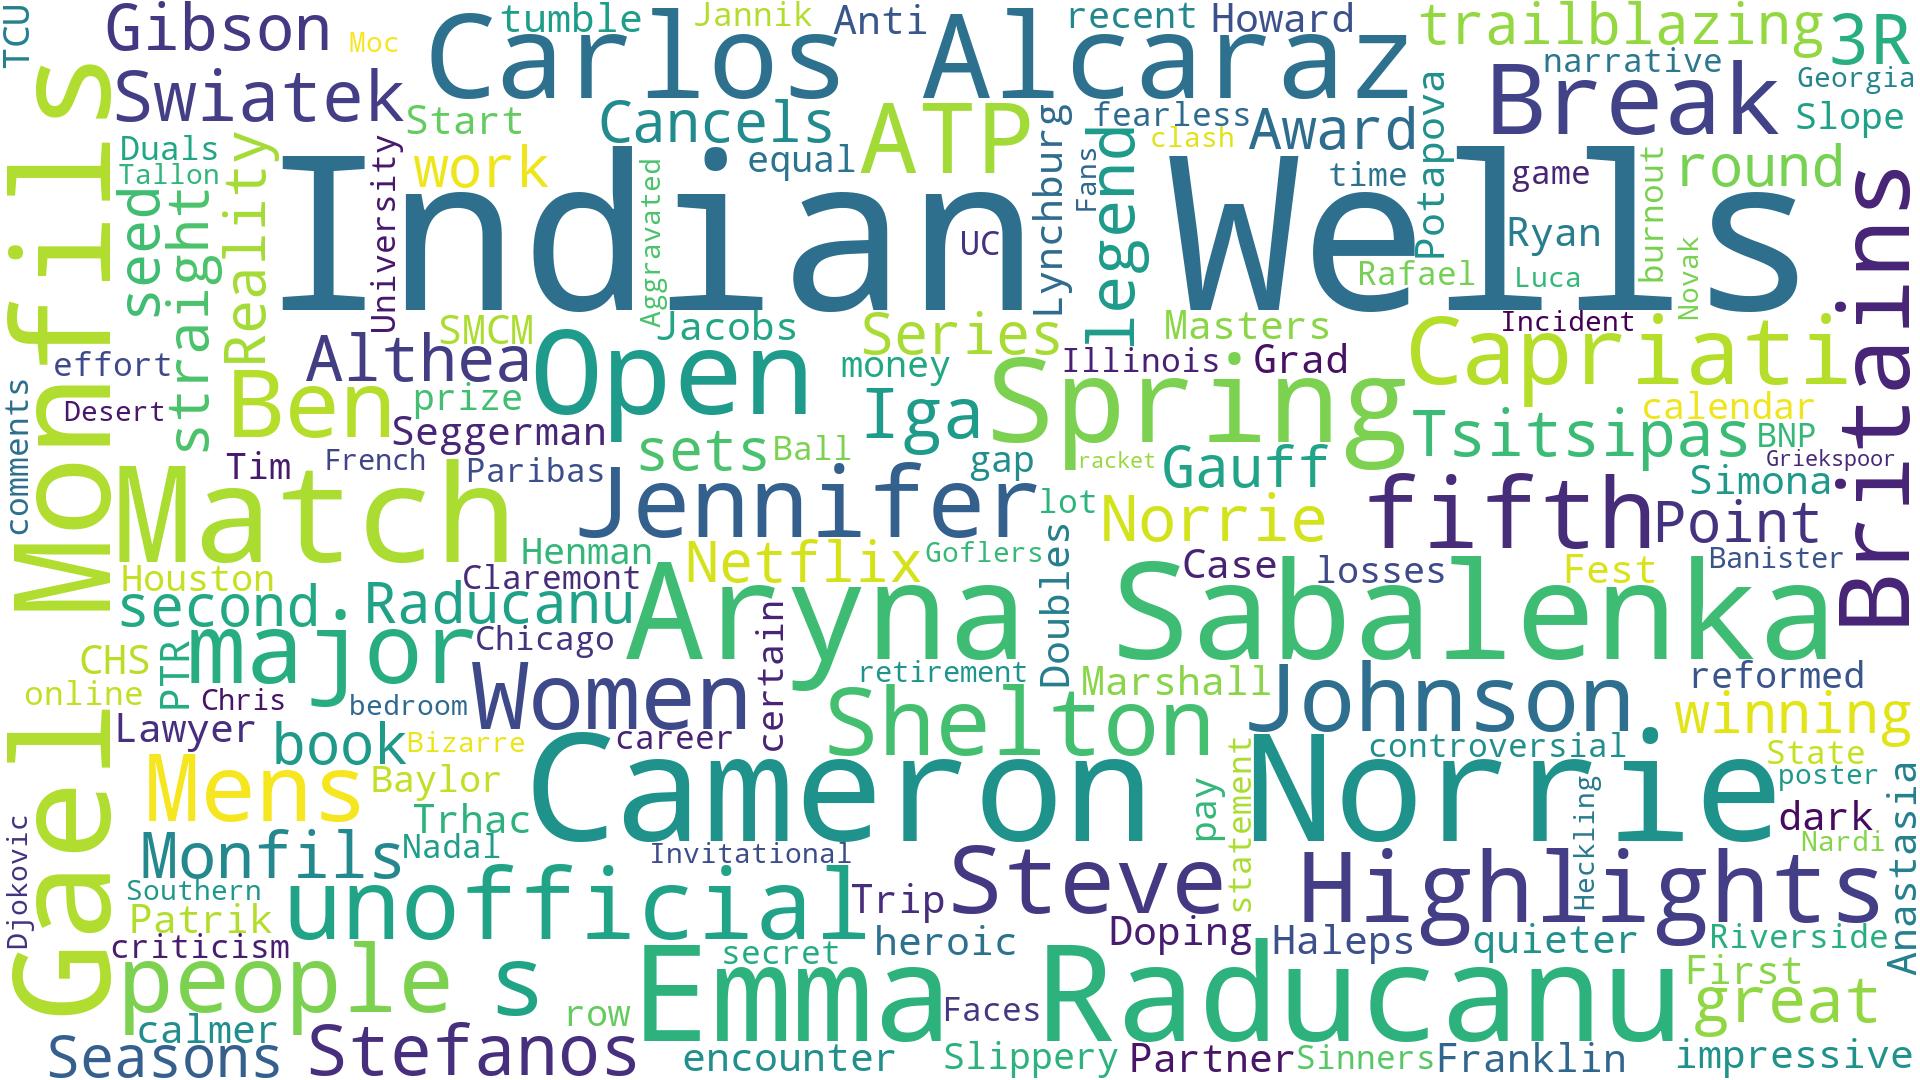 TCU
Gibson
Moc
tumble
Jannik
Anti
recent
Howard
trailblazing
3R
Carlos Alcaraz
Swiatek
Break
narrative
Georgia
Slope
Start
Cancels
ATP
fearless
clash
Award
Potapova
Duals
Tallon
work
equal
Lynchburg
Fans
legend
time
game
round
Gael Monfils
seed
straight
Reality
University
Indian Wells
Aggravated
UC
Rafael
Ryan
Luca
burnout
Novak
Britains
SMCM
Jacobs
Series
Masters
Incident
effort
Althea
Open
money
Illinois
Grad
Capriati
Desert
Ben
prize
Iga
Spring
calendar
comments
Seggerman
sets
Ball
gap
racket
Gauff
Tsitsipas
BNP
Griekspoor
Tim
French
Paribas
Simona
Match
Jennifer
lot
Norrie
fifth
Point
Henman
Netflix
Goflers
Doubles
Case
losses
Fest
Banister
Houston
Claremont
second.
Raducanu
Aryna Sabalenka
certain
major
Chicago
CHS
PTR
retirement
Marshall
reformed
online
Chris
bedroom
Women
Shelton
Johnson
winning
Lawyer
book
Bizarre
career
controversial
State
poster
Mens
Baylor
Cameron Norrie
pay
statement
Heckling
dark
Anastasia
Trhac
Nardi
Djokovic
Monfils
Nadal
Invitational
Southern
unofficial
Trip
Steve
Highlights
Patrik
criticism
Doping
Haleps
quieter
Riverside
secret
heroic
people s
Emma Raducanu
First
great
row
Faces
calmer
Seasons
Stefanos
encounter
Slippery
Partner
Sinners
Franklin
impressive